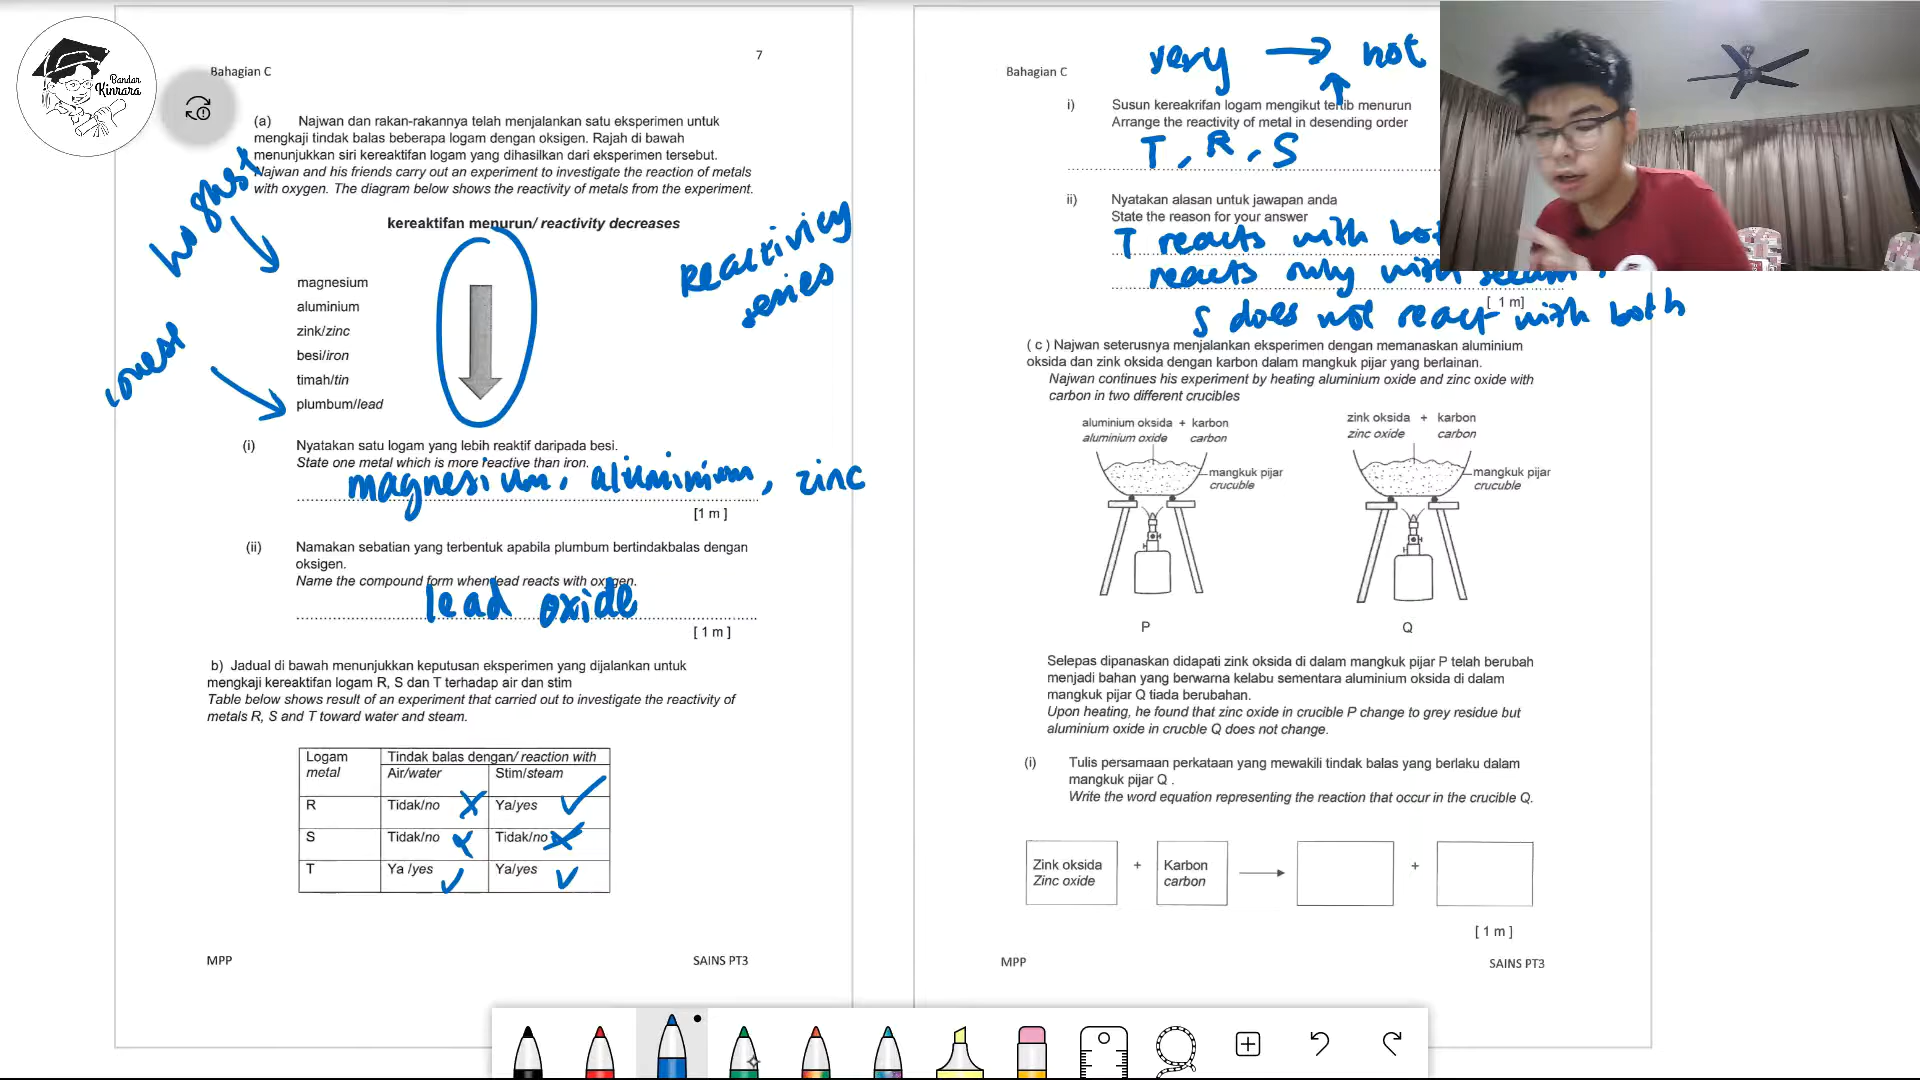 Bandar
Kinrara
7
Bahagian C
(a) Najwan dan rakan-rakannya telah menjalankan satu eksperimen untuk
mengkaji tindak balas beberapa logam dengan oksigen. Rajah di bawah
menunjukkan siri kereaktifan logam yang dihasilkan dari eksperimen tersebut.
Najwan and his friends carry out an experiment to investigate the reaction of metals
with oxygen. The diagram below shows the reactivity of metals from the experiment.
kereaktifan menurun/ reactivity decreases
highest
Reactivity
series
magnesium
aluminium
zink/zinc
besi/iron
timah/tin
plumbum/lead
lowest
(i) Nyatakan satu logam yang lebih reaktif daripada besi.
State one metal which is more reactive than iron.
magnesium, aluminium, zinc
[1 m ]
(ii) Namakan sebatian yang terbentuk apabila plumbum bertindakbalas dengan
oksigen.
Name the compound form when lead reacts with oxygen.
lead oxide
[ 1 m ]
b) Jadual di bawah menunjukkan keputusan eksperimen yang dijalankan untuk
mengkaji kereaktifan logam R, S dan T terhadap air dan stim
Table below shows result of an experiment that carried out to investigate the reactivity of
metals R, S and T toward water and steam.
Logam
metal
Tindak balas dengan/ reaction with
Air/water Stim/steam
R Tidak/no Ya/yes
S Tidak/no Tidak/no
T Ya /yes Ya/yes
MPP SAINS PT3
Bahagian C
very → not
i) Susun kereakrifan logam mengikut tertib menurun
Arrange the reactivity of metal in desending order
T, R, S
ii) Nyatakan alasan untuk jawapan anda
State the reason for your answer
T reacts with
reacts only with steam
[ 1 m]
S does not react with both
( c ) Najwan seterusnya menjalankan eksperimen dengan memanaskan aluminium
oksida dan zink oksida dengan karbon dalam mangkuk pijar yang berlainan.
Najwan continues his experiment by heating aluminium oxide and zinc oxide with
carbon in two different crucibles
aluminium oksida + karbon
aluminium oxide carbon
mangkuk pijar
crucuble
P
zink oksida + karbon
zinc oxide carbon
mangkuk pijar
crucuble
Q
Selepas dipanaskan didapati zink oksida di dalam mangkuk pijar P telah berubah
menjadi bahan yang berwarna kelabu sementara aluminium oksida di dalam
mangkuk pijar Q tiada berubahan.
Upon heating, he found that zinc oxide in crucible P change to grey residue but
aluminium oxide in crucble Q does not change.
(i) Tulis persamaan perkataan yang mewakili tindak balas yang berlaku dalam
mangkuk pijar Q .
Write the word equation representing the reaction that occur in the crucible Q.
Zink oksida + Karbon → +
Zinc oxide carbon
[ 1 m ]
MPP SAINS PT3